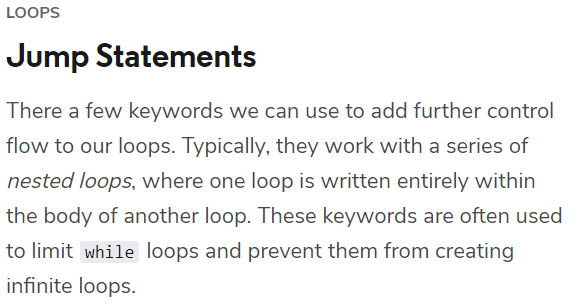 LOOPS
Jump Statements
There a few keywords we can use to add further control
flow to our loops. Typically, they work with a series of
nested loops, where one loop is written entirely within
the body of another loop. These keywords are often used
to limit while loops and prevent them from creating
infinite loops.